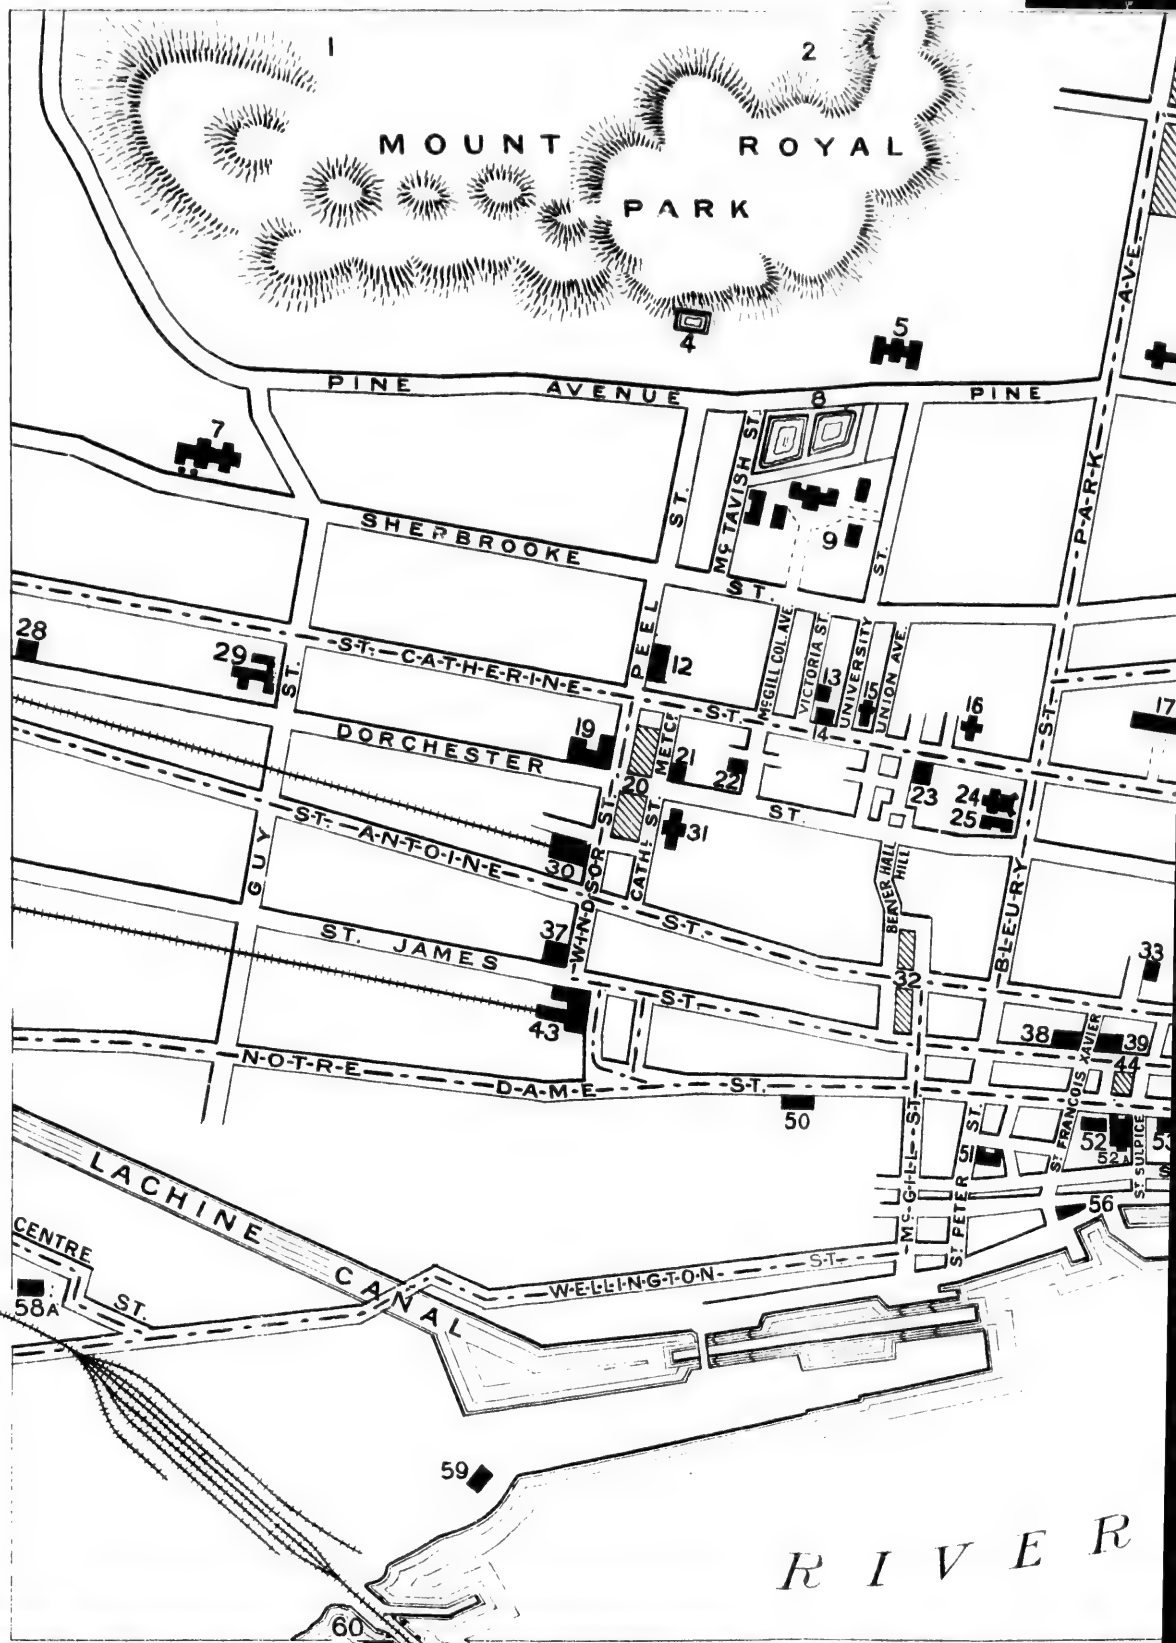 1
2
MOUNT ROYAL
PARK
4
5
PINE AVENUE PINE
8
7
PARK-AVE.
McTAVISH ST.
SHERBROOKE ST.
9
ST.
ST.
28
29
ST.-CATHERINE-ST.
PEEL
12
McGILL COL. AVE.
VICTORIA ST.
13
14
UNIVERSITY
15
UNION AVE.
16
17
ST.
ST.
DORCHESTER ST.
19
20
METCF
21
22
23
24
25
GUY
ST.-ANTOINE-ST.
30
WINDSOR ST.
CATHL ST.
31
BEAVER HALL
HILL
BLEURY
ST. JAMES ST.
37
32
33
43
38
39
44
NOTRE DAME ST.
50
McGILL-ST.
ST. PETER ST.
51
ST. FRANCOIS XAVIER
52
52A
ST. SULPICE
53
S
56
LACHINE CANAL
CENTRE ST.
58A
WELLINGTON ST.
59
60
RIVER